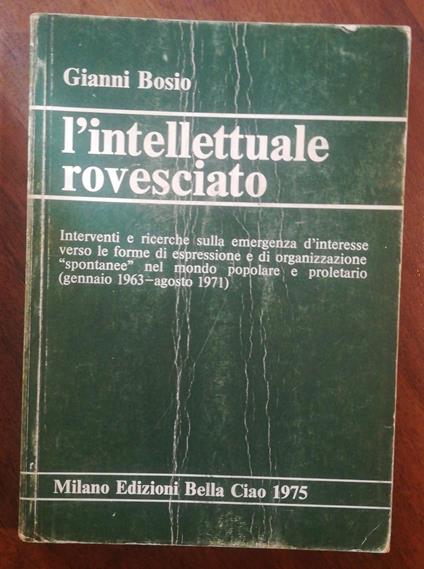 Gianni Bosio
l'intellettuale
rovesciato
Interventi e ricerche sulla emergenza d'interesse
verso le forme di espressione e di organizzazione
“spontanee” nel mondo popolare e proletario
(gennaio 1963–agosto 1971)
Milano Edizioni Bella Ciao 1975